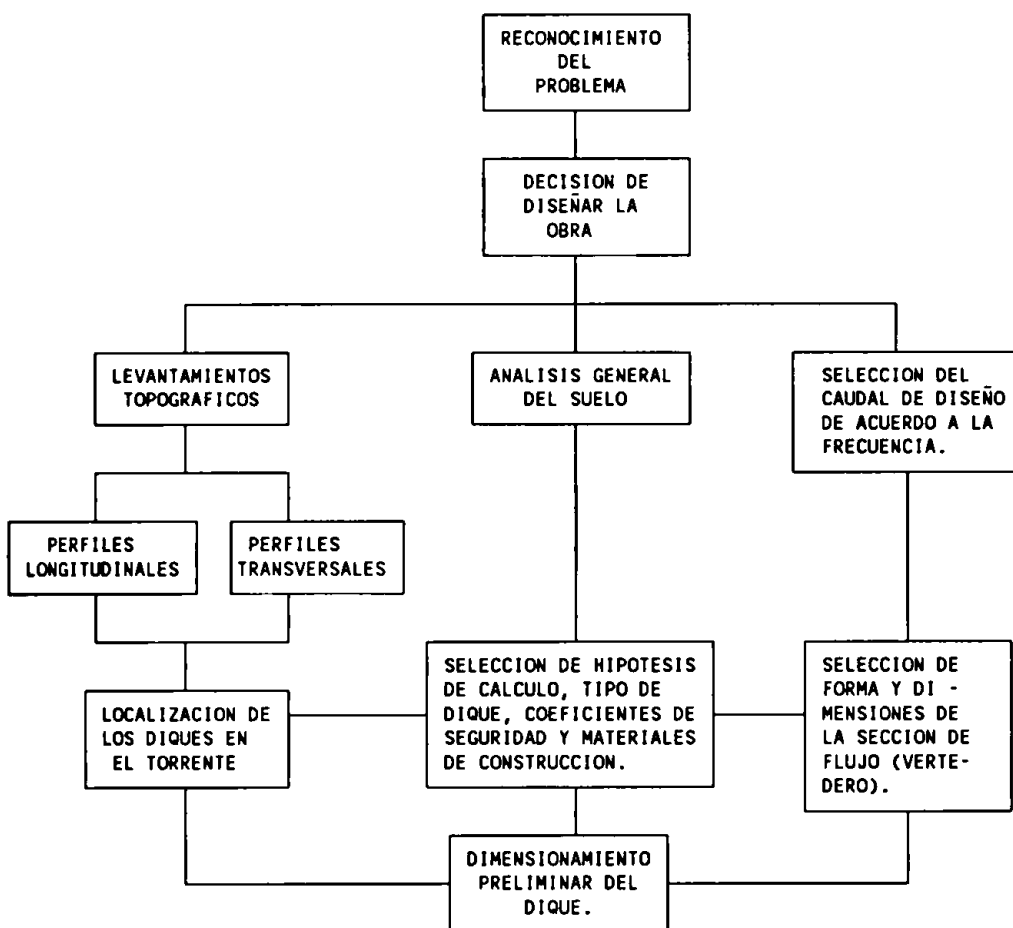 RECONOCIMIENTO
DEL
PROBLEMA
DECISION DE
DISEÑAR LA
OBRA
LEVANTAMIENTOS
TOPOGRAFICOS
ANALISIS GENERAL
DEL SUELO
SELECCION DEL
CAUDAL DE DISEÑO
DE ACUERDO A LA
FRECUENCIA.
PERFILES
LONGITUDINALES
PERFILES
TRANSVERSALES
LOCALIZACION DE
LOS DIQUES EN
EL TORRENTE
SELECCION DE HIPOTESIS
DE CALCULO, TIPO DE
DIQUE, COEFICIENTES DE
SEGURIDAD Y MATERIALES
DE CONSTRUCCION.
SELECCION DE
FORMA Y DI -
MENSIONES DE
LA SECCION DE
FLUJO (VERTE-
DERO).
DIMENSIONAMIENTO
PRELIMINAR DEL
DIQUE.